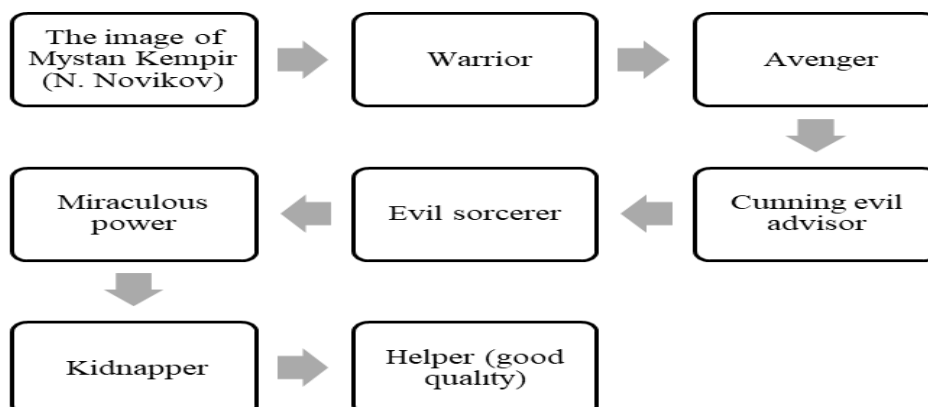 The image of
Mystan Kempir
(N. Novikov)
Warrior
Avenger
Cunning evil
advisor
Evil sorcerer
Miraculous
power
Kidnapper
Helper (good
quality)